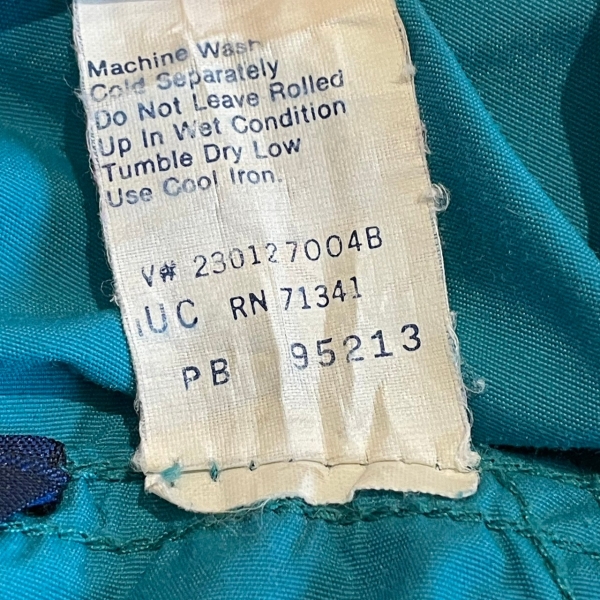 Machine Wash
Cold Separately
Do Not Leave Rolled
Up In Wet Condition
Tumble Dry Low
Use Cool Iron.
V# 230127004B
UC RN 71341
PB 95213